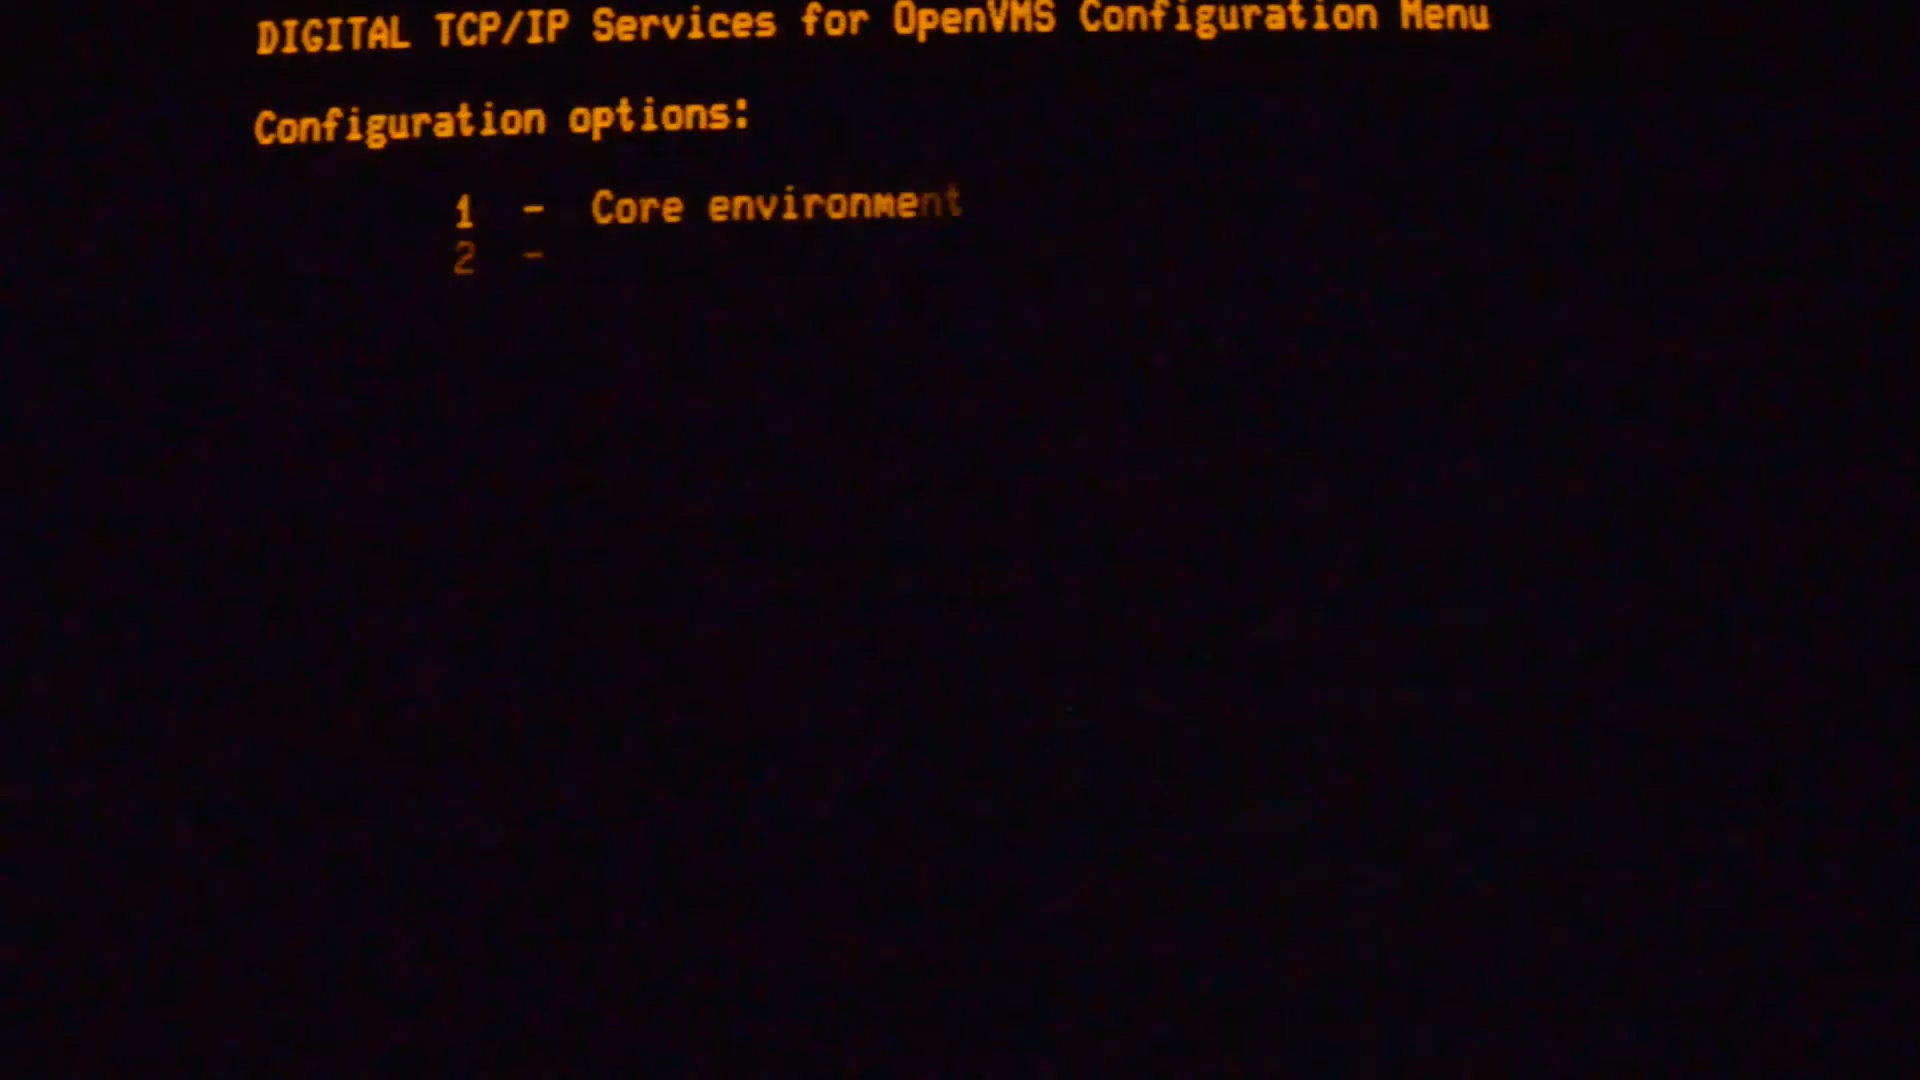 DIGITAL TCP/IP Services for OpenVMS Configuration Menu
Configuration options:
1 - Core environment
2 -